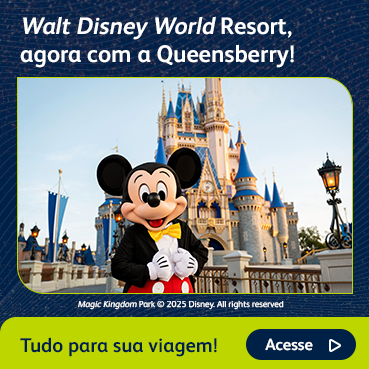 Walt Disney World Resort,
agora com a Queensberry!
Magic Kingdom Park © 2025 Disney. All rights reserved
Tudo para sua viagem!
Acesse